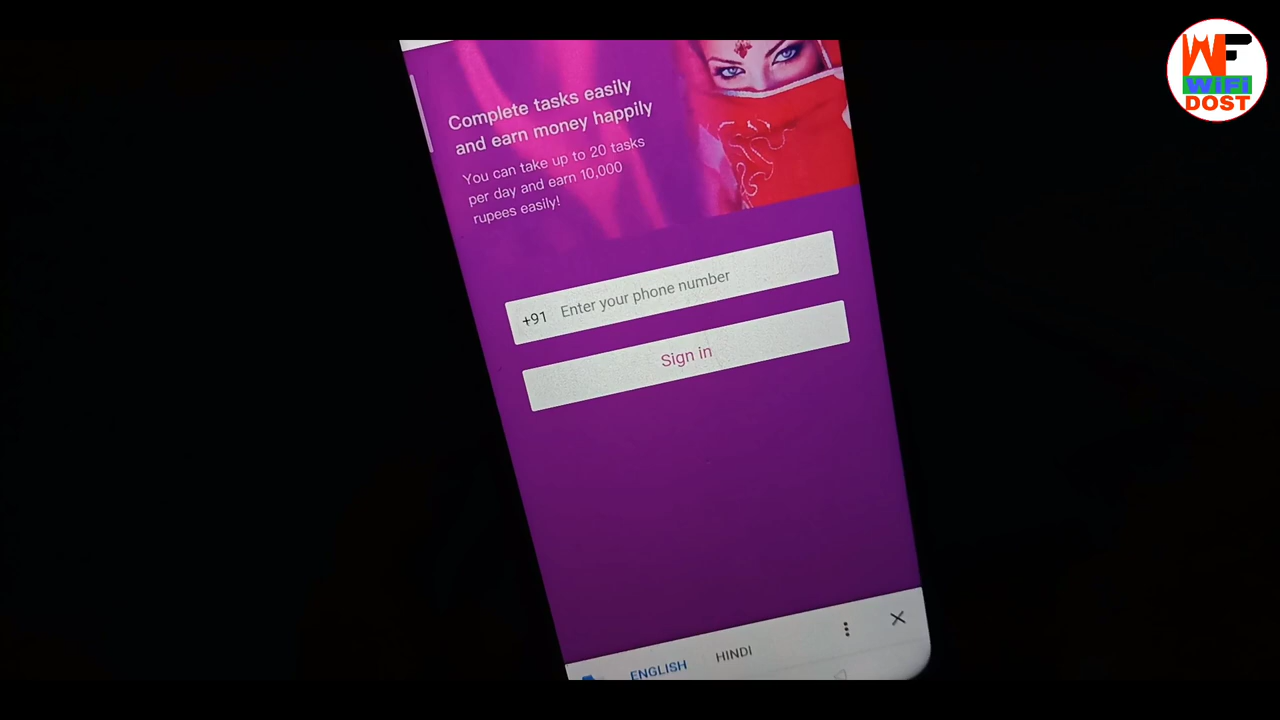 WF
WiFi
DOST
Complete tasks easily
and earn money happily
You can take up to 20 tasks
per day and earn 10,000
rupees easily!
+91 Enter your phone number
Sign in
ENGLISH HINDI